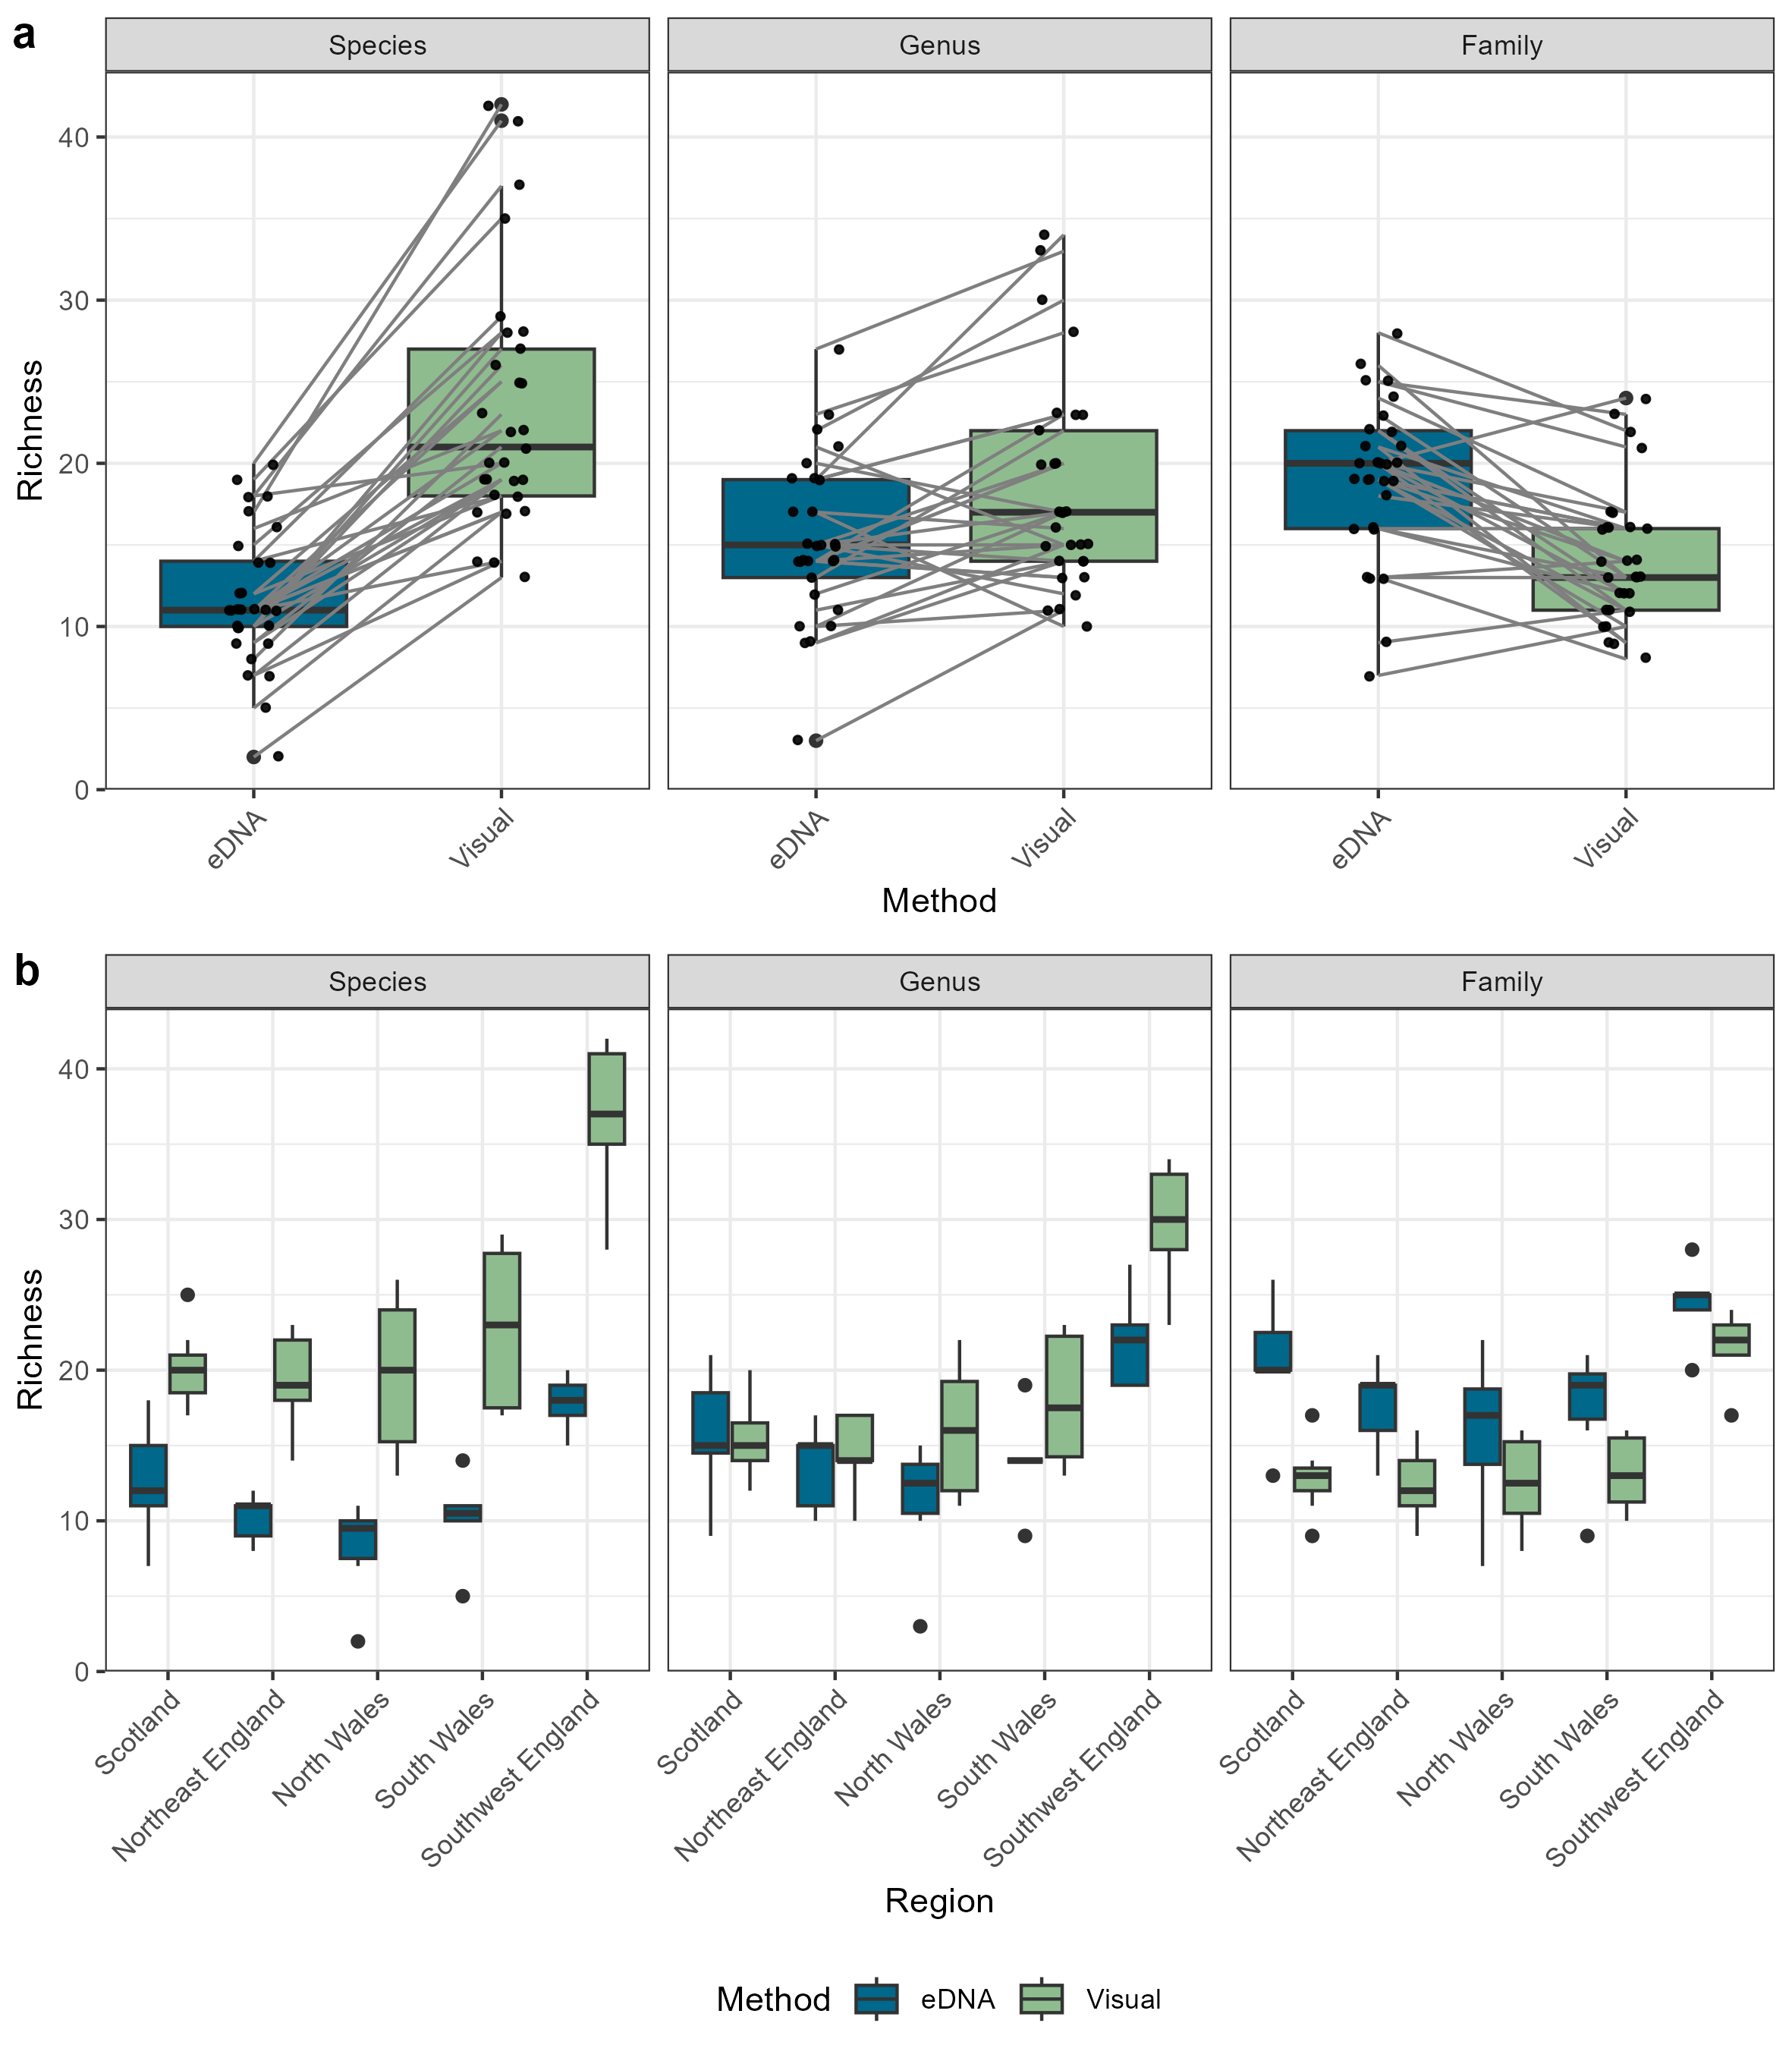 a
Species Genus Family
Richness
40
30
20
10
0
eDNA Visual eDNA Visual eDNA Visual
Method
b
Species Genus Family
Richness
40
30
20
10
0
Scotland Northeast England North Wales South Wales Southwest England Scotland Northeast England North Wales South Wales Southwest England Scotland Northeast England North Wales South Wales Southwest England
Region
Method eDNA Visual